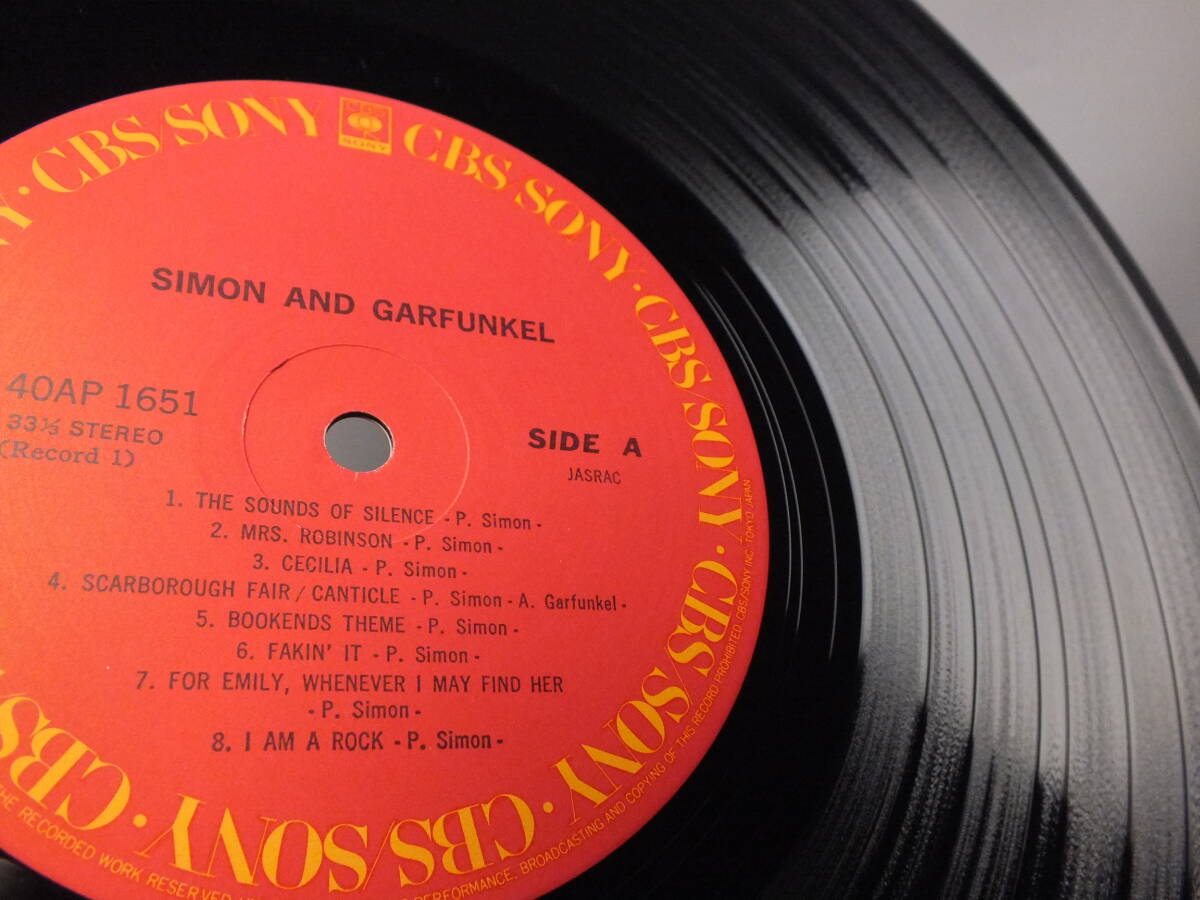 CBS/SONY
SONY
CBS/SONY · CBS/SONY · CBS/SONY · CBS/SONY · CBS
SIMON AND GARFUNKEL
40AP 1651
33⅓ STEREO
(Record 1)
SIDE A
JASRAC
1. THE SOUNDS OF SILENCE - P. Simon -
2. MRS. ROBINSON - P. Simon -
3. CECILIA - P. Simon -
4. SCARBOROUGH FAIR / CANTICLE - P. Simon - A. Garfunkel -
5. BOOKENDS THEME - P. Simon -
6. FAKIN' IT - P. Simon -
7. FOR EMILY, WHENEVER I MAY FIND HER
- P. Simon -
8. I AM A ROCK - P. Simon -
THE RECORDED WORK RESERVED
PERFORMANCE, BROADCASTING AND COPYING OF THIS RECORD PROHIBITED CBS/SONY INC. TOKYO JAPAN